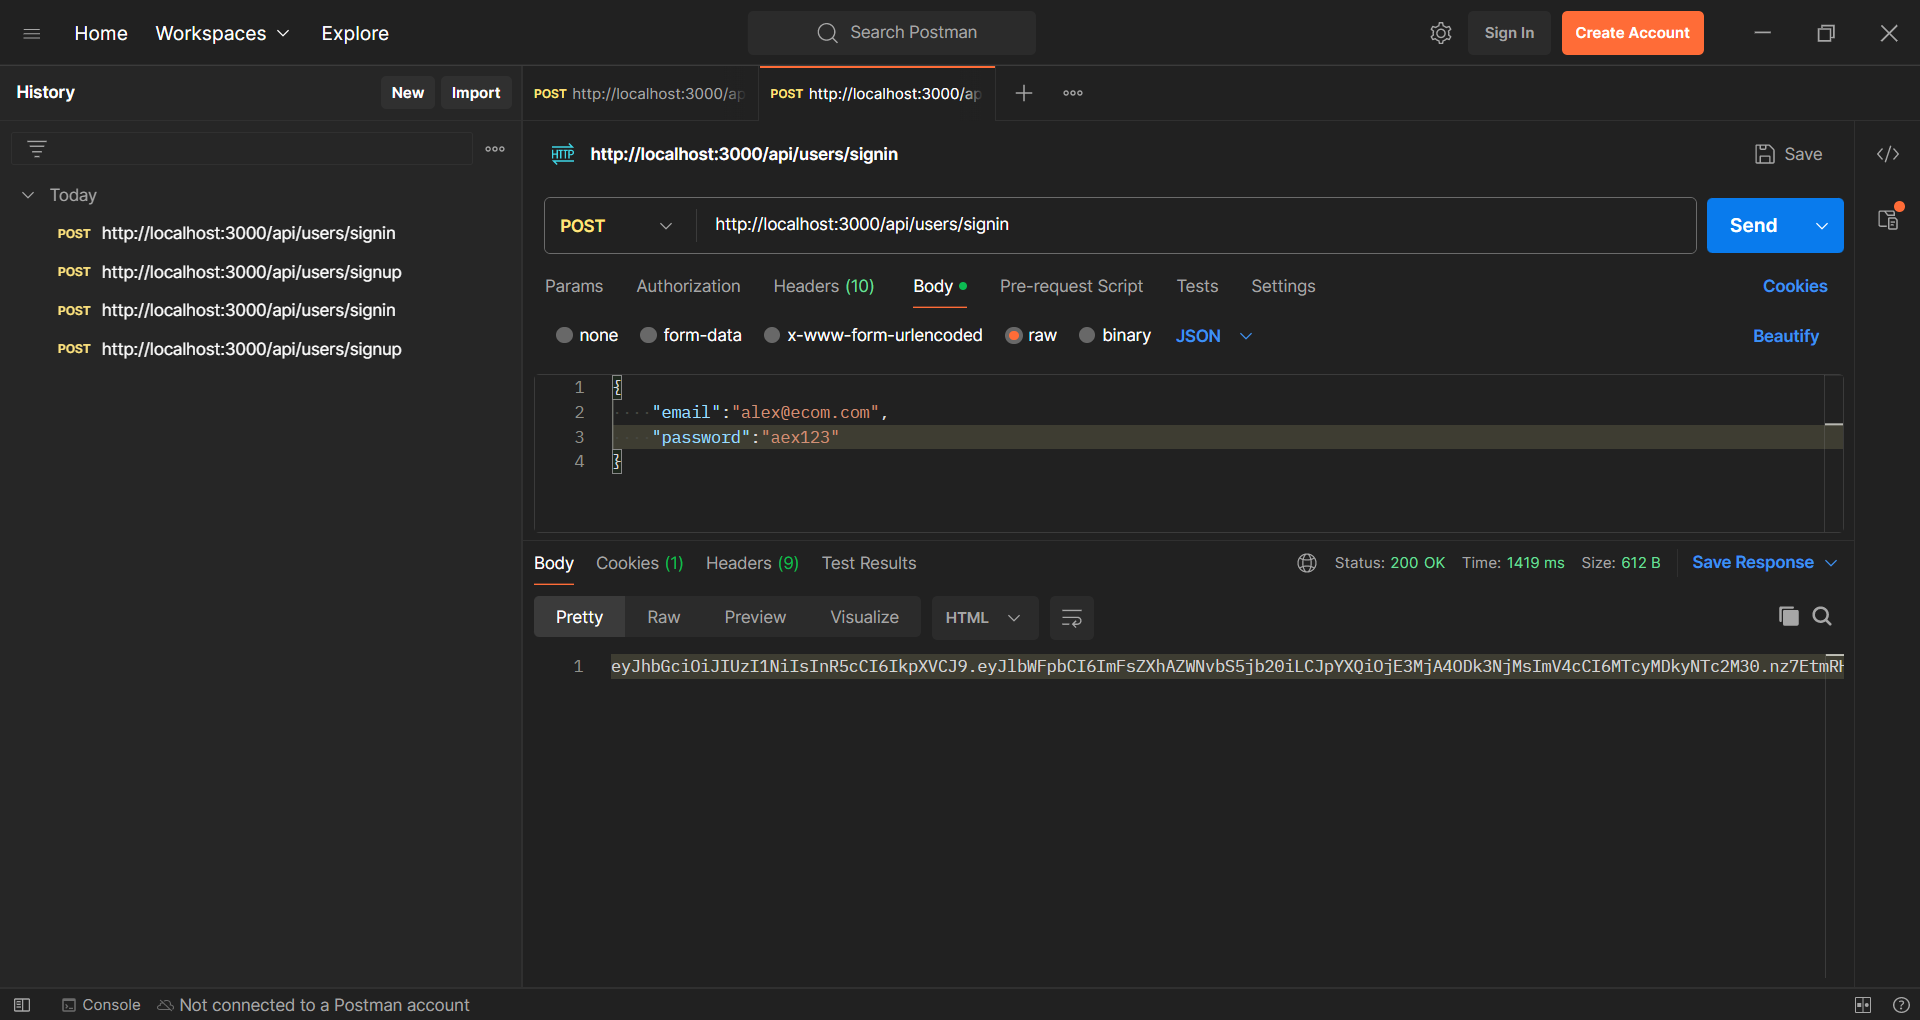 Home Workspaces Explore Search Postman Sign In Create Account
History New Import
POST http://localhost:3000/ap POST http://localhost:3000/ap
HTTP http://localhost:3000/api/users/signin Save
Today
POST http://localhost:3000/api/users/signin
POST http://localhost:3000/api/users/signup
POST http://localhost:3000/api/users/signin
POST http://localhost:3000/api/users/signup
POST http://localhost:3000/api/users/signin Send
Params Authorization Headers (10) Body Pre-request Script Tests Settings Cookies
none form-data x-www-form-urlencoded raw binary JSON Beautify
1 {
2 "email":"alex@ecom.com",
3 "password":"aex123"
4 }
Body Cookies (1) Headers (9) Test Results Status: 200 OK Time: 1419 ms Size: 612 B Save Response
Pretty Raw Preview Visualize HTML
1 eyJhbGciOiJIUzI1NiIsInR5cCI6IkpXVCJ9.eyJlbWFpbCI6ImFsZXhAZWNvbS5jb20iLCJpYXQiOjE3MjA4ODk3NjMsImV4cCI6MTcyMDkyNTc2M30.nz7EtmRH
Console Not connected to a Postman account